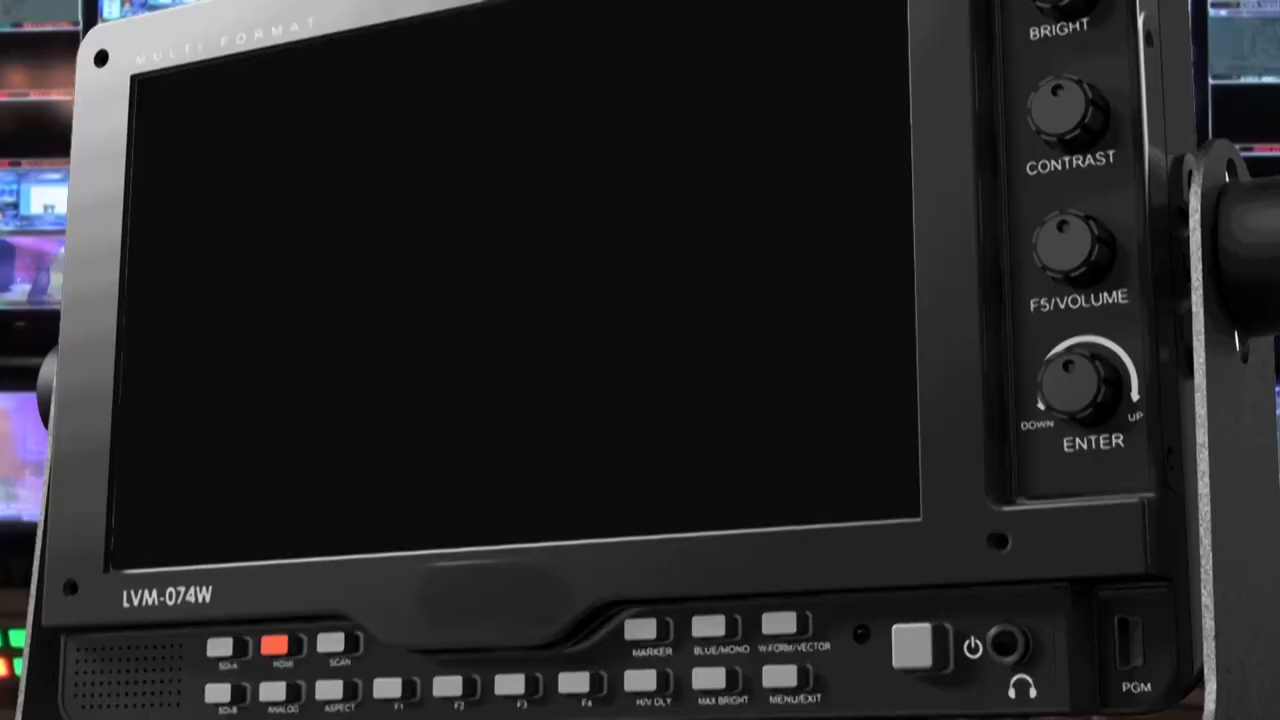 MULTI FORMAT
BRIGHT
CONTRAST
F5/VOLUME
DOWN
UP
ENTER
LVM-074W
SDI-A
HDMI
SCAN
MARKER
BLUE/MONO
W-FORM/VECTOR
SDI-B
ANALOG
ASPECT
F1
F2
F3
F4
H/V DLY
MAX BRIGHT
MENU/EXIT
PGM